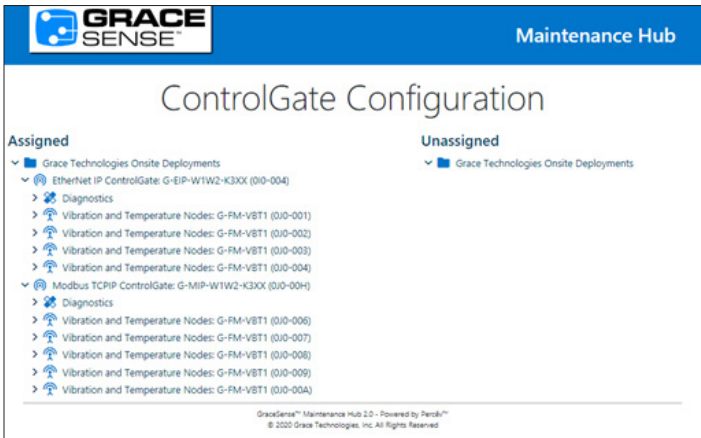 GRACE
SENSE™
Maintenance Hub
ControlGate Configuration
Assigned
Grace Technologies Onsite Deployments
EtherNet IP ControlGate: G-EIP-W1W2-K3XX (0I0-004)
Diagnostics
Vibration and Temperature Nodes: G-FM-VBT1 (0J0-001)
Vibration and Temperature Nodes: G-FM-VBT1 (0J0-002)
Vibration and Temperature Nodes: G-FM-VBT1 (0J0-003)
Vibration and Temperature Nodes: G-FM-VBT1 (0J0-004)
Modbus TCPIP ControlGate: G-MIP-W1W2-K3XX (0J0-00H)
Diagnostics
Vibration and Temperature Nodes: G-FM-VBT1 (0J0-006)
Vibration and Temperature Nodes: G-FM-VBT1 (0J0-007)
Vibration and Temperature Nodes: G-FM-VBT1 (0J0-008)
Vibration and Temperature Nodes: G-FM-VBT1 (0J0-009)
Vibration and Temperature Nodes: G-FM-VBT1 (0J0-00A)
Unassigned
Grace Technologies Onsite Deployments
GraceSense™ Maintenance Hub 2.0 - Powered by Percēv™
© 2020 Grace Technologies, Inc. All Rights Reserved